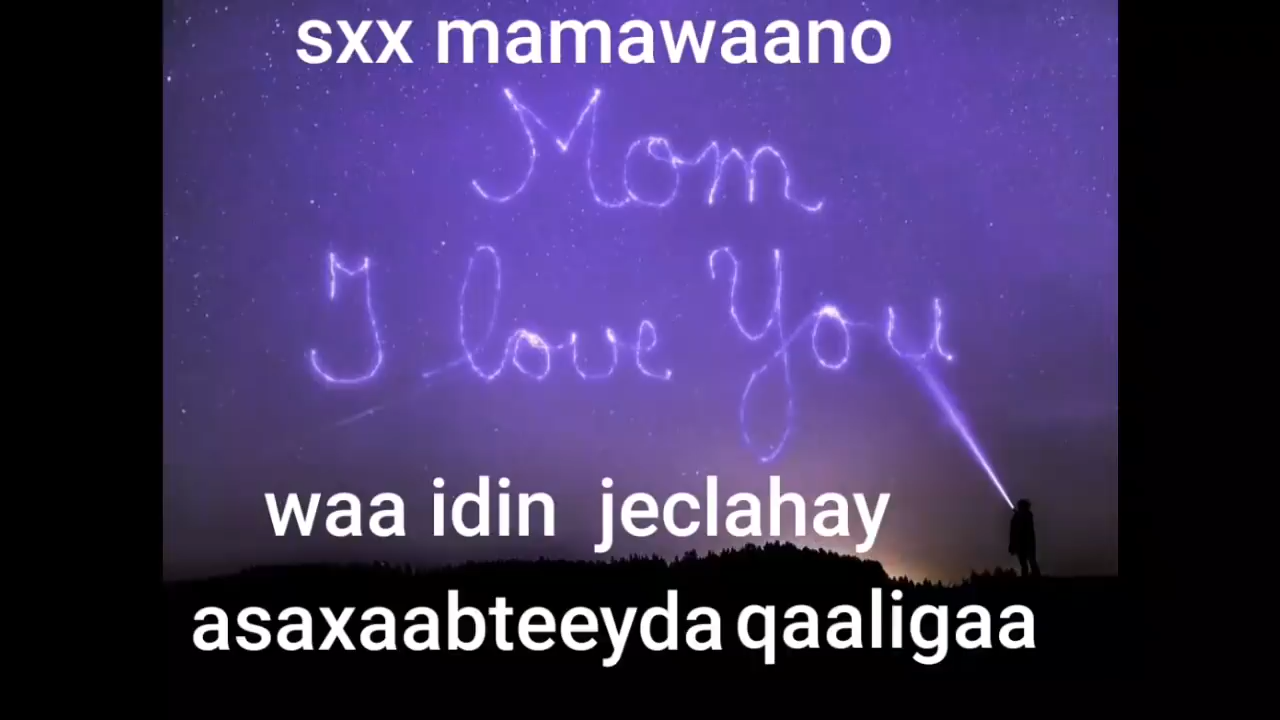 sxx mamawaano
Mom
I love You
waa idin jeclahay
asaxaabteeyda qaaligaa